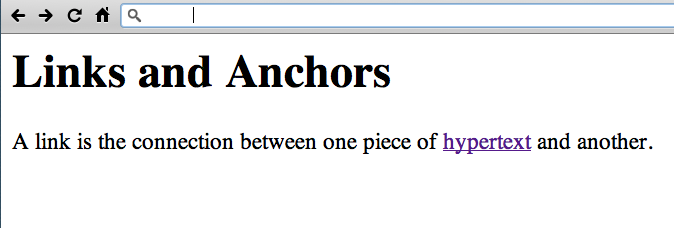 Links and Anchors
A link is the connection between one piece of hypertext and another.